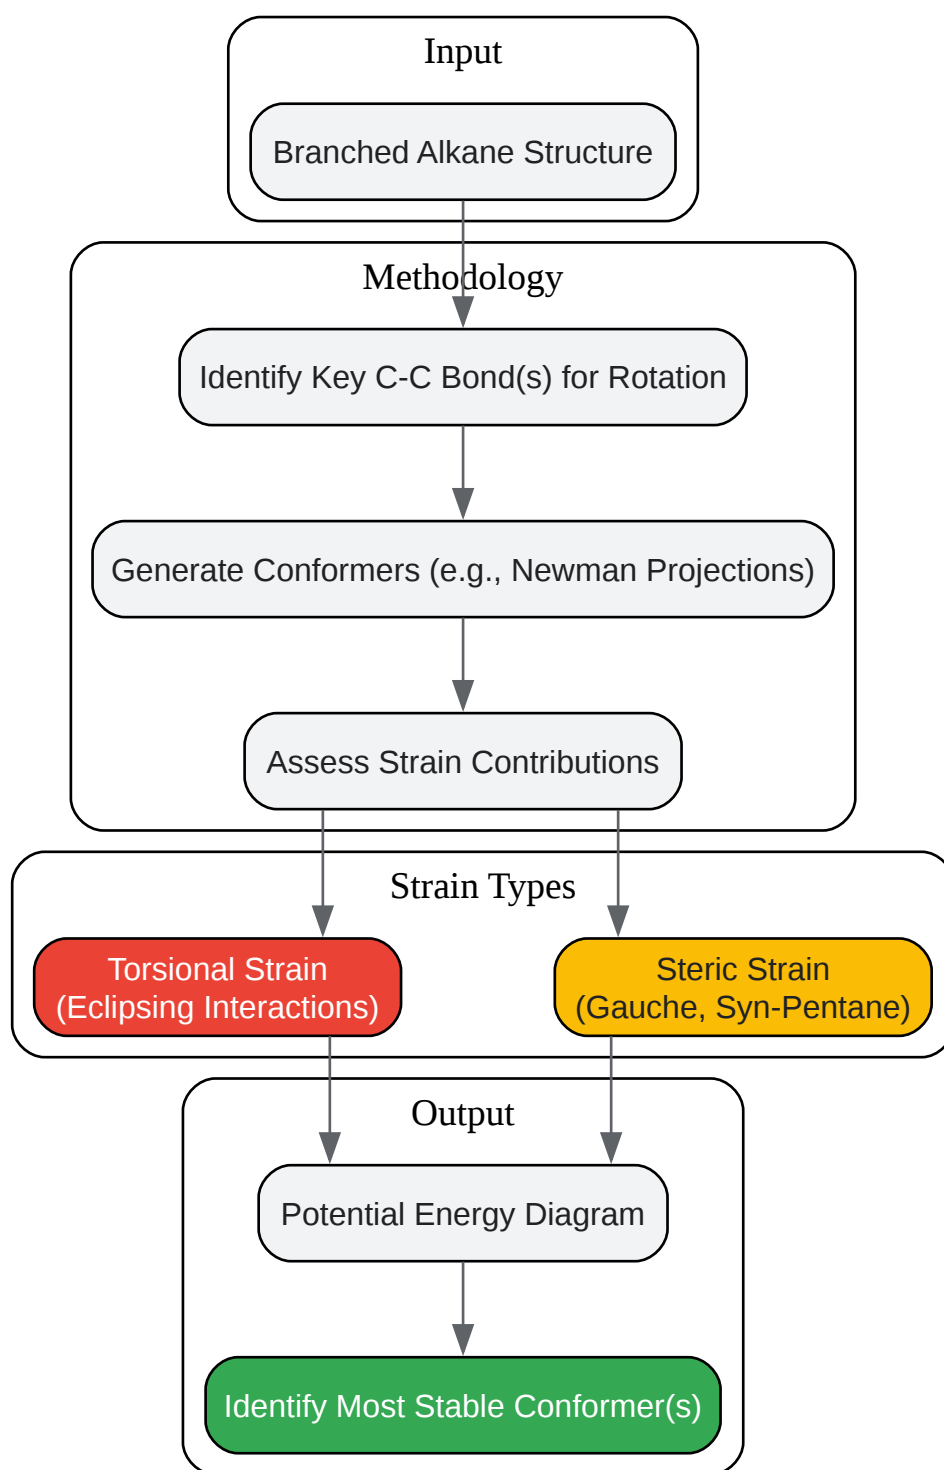 Input
Branched Alkane Structure
Methodology
Identify Key C-C Bond(s) for Rotation
Generate Conformers (e.g., Newman Projections)
Assess Strain Contributions
Strain Types
Torsional Strain
(Eclipsing Interactions)
Steric Strain
(Gauche, Syn-Pentane)
Output
Potential Energy Diagram
Identify Most Stable Conformer(s)